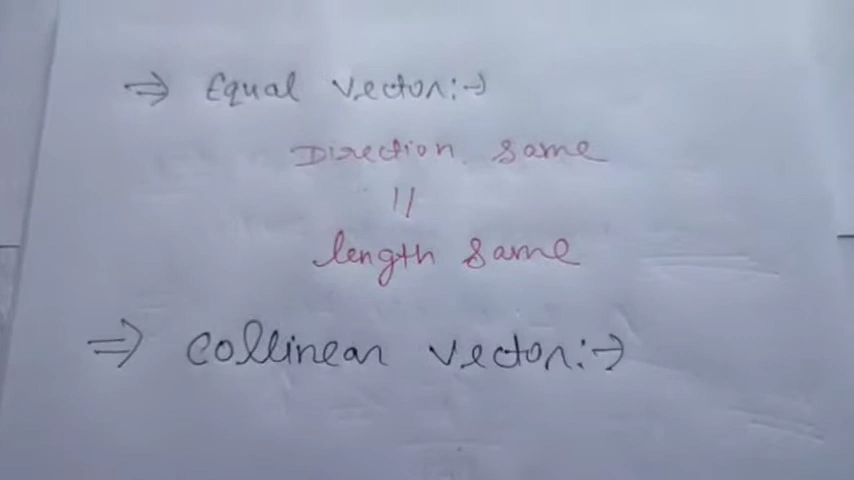 ⇒ Equal vector:→
Direction same
||
length same
⇒ collinear vector:→